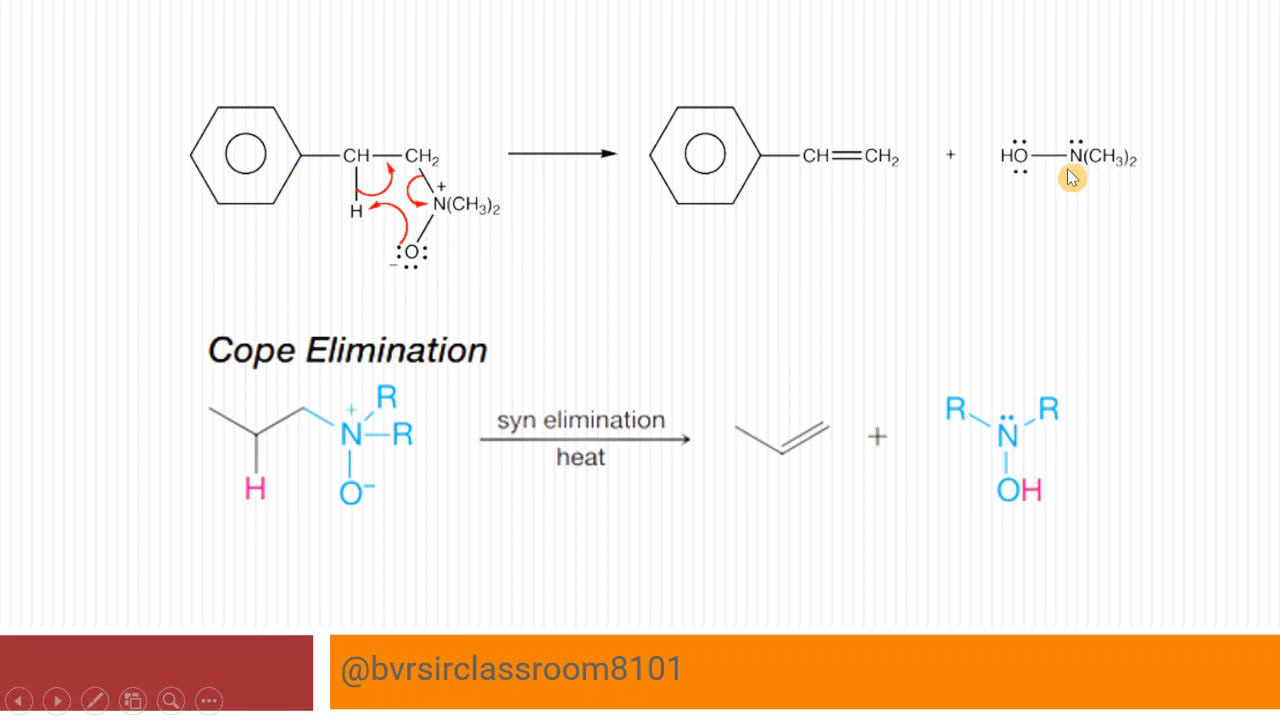 CH CH₂ CH CH₂ + HO N(CH₃)₂
H N(CH₃)₂
+
O
−
Cope Elimination
R
+
N R
H
O−
syn elimination
heat
+
R R
N
OH
@bvrsirclassroom8101